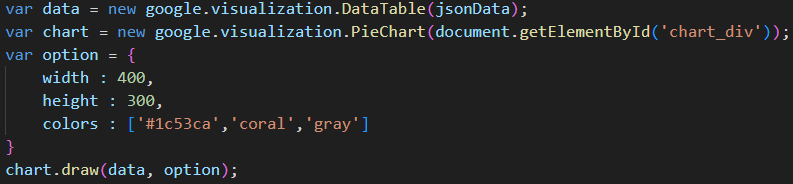 var data = new google.visualization.DataTable(jsonData);
var chart = new google.visualization.PieChart(document.getElementById('chart_div'));
var option = {
    width : 400,
    height : 300,
    colors : ['#1c53ca','coral','gray']
}
chart.draw(data, option);